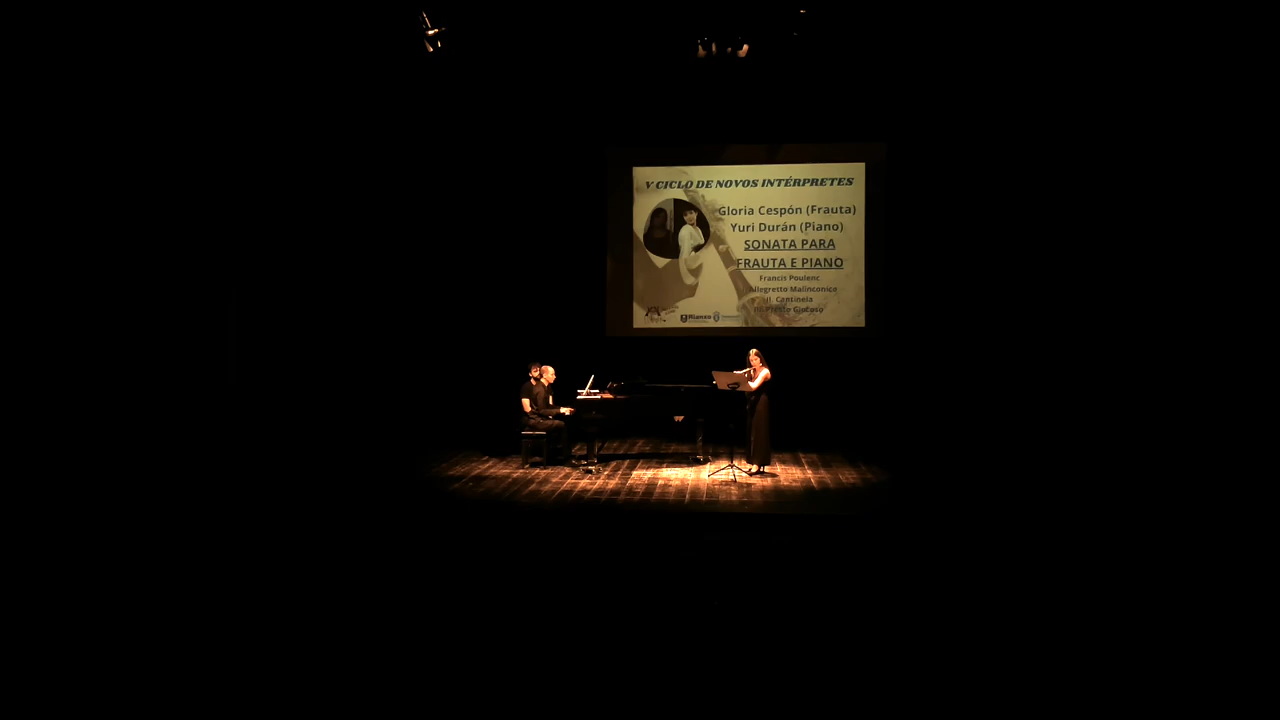 V CICLO DE NOVOS INTÉRPRETES
Gloria Cespón (Frauta)
Yuri Durán (Piano)
SONATA PARA
FRAUTA E PIANO
Francis Poulenc
Allegretto Malinconico
II. Cantinela
III. Presto Giocoso
Rianxo